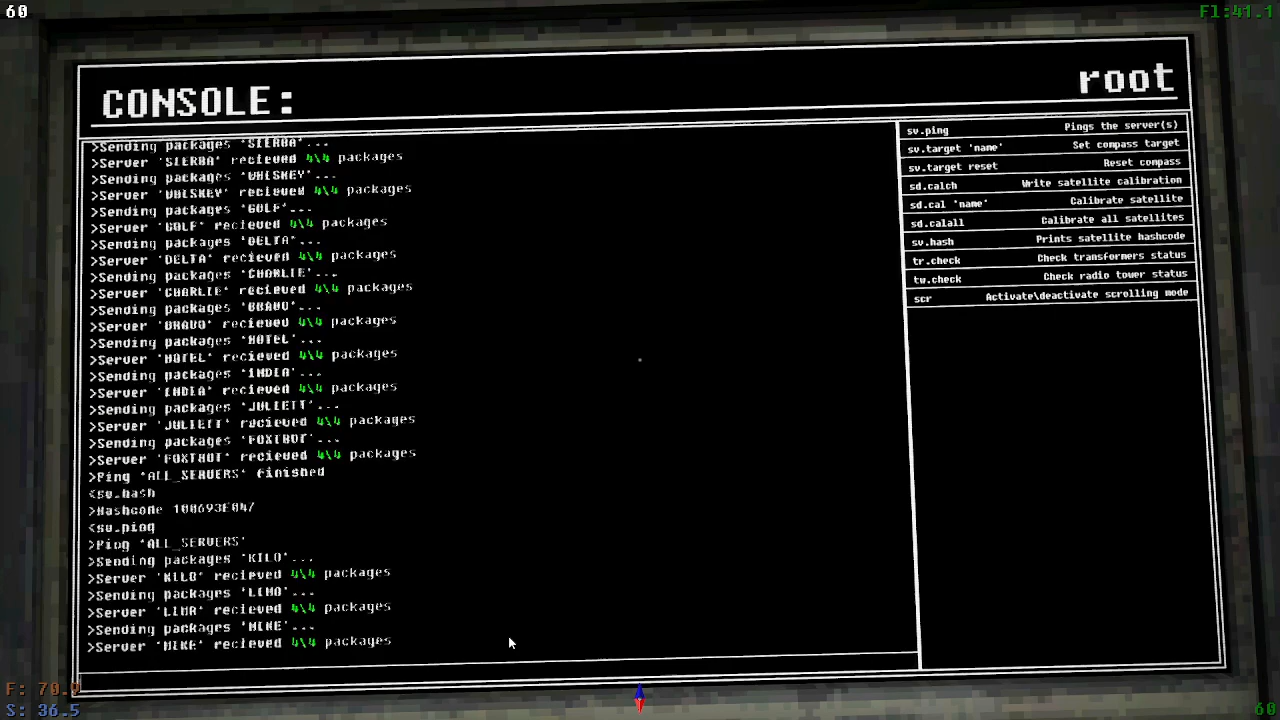 60
F1:41.1
CONSOLE:
root
>Sending packages 'SIERRA'...
>Server 'SIERRA' recieved 4\4 packages
>Sending packages 'WHISKEY'...
>Server 'WHISKEY' recieved 4\4 packages
>Sending packages 'GOLF'...
>Server 'GOLF' recieved 4\4 packages
>Sending packages 'DELTA'...
>Server 'DELTA' recieved 4\4 packages
>Sending packages 'CHARLIE'...
>Server 'CHARLIE' recieved 4\4 packages
>Sending packages 'BRAVO'...
>Server 'BRAVO' recieved 4\4 packages
>Sending packages 'HOTEL'...
>Server 'HOTEL' recieved 4\4 packages
>Sending packages 'INDIA'...
>Server 'INDIA' recieved 4\4 packages
>Sending packages 'JULIETT'...
>Server 'JULIETT' recieved 4\4 packages
>Sending packages 'FOXTROT'...
>Server 'FOXTROT' recieved 4\4 packages
>Ping 'ALL_SERVERS' finished
<sv.hash
>Hashcode
<sv.ping
>Ping 'ALL_SERVERS'
>Sending packages 'KILO'...
>Server 'KILO' recieved 4\4 packages
>Sending packages 'LIMA'...
>Server 'LIMA' recieved 4\4 packages
>Sending packages 'MIKE'...
>Server 'MIKE' recieved 4\4 packages
sv.ping Pings the server(s)
sv.target 'name' Set compass target
sv.target reset Reset compass
sd.calch Write satellite calibration
sd.cal 'name' Calibrate satellite
sd.calall Calibrate all satellites
sv.hash Prints satellite hashcode
tr.check Check transformers status
tw.check Check radio tower status
scr Activate\deactivate scrolling mode
F: 79.9
S: 36.5
60